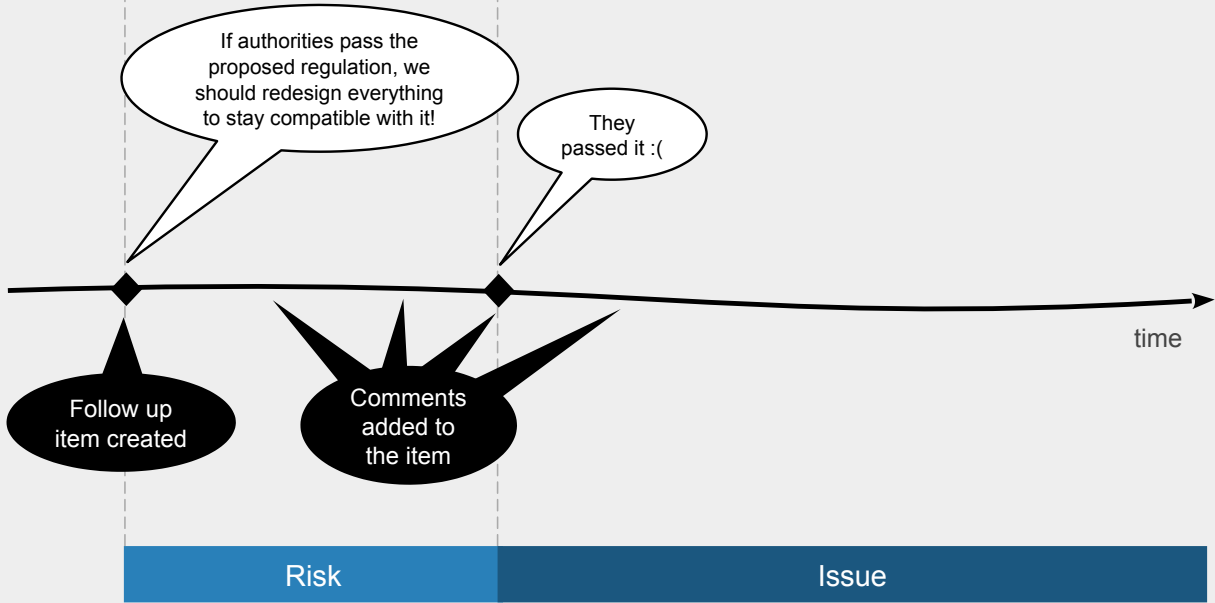 If authorities pass the
proposed regulation, we
should redesign everything
to stay compatible with it!
They
passed it :(
time
Follow up
item created
Comments
added to
the item
Risk
Issue